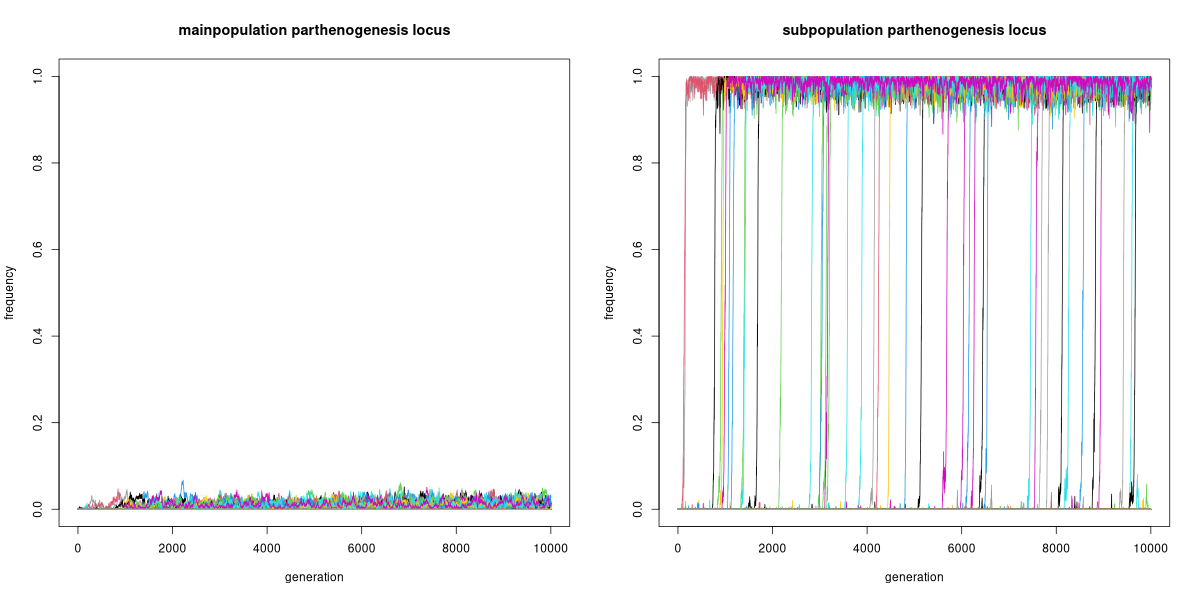 mainpopulation parthenogenesis locus
frequency
1.0
0.8
0.6
0.4
0.2
0.0
0 2000 4000 6000 8000 10000
generation
subpopulation parthenogenesis locus
frequency
1.0
0.8
0.6
0.4
0.2
0.0
0 2000 4000 6000 8000 10000
generation